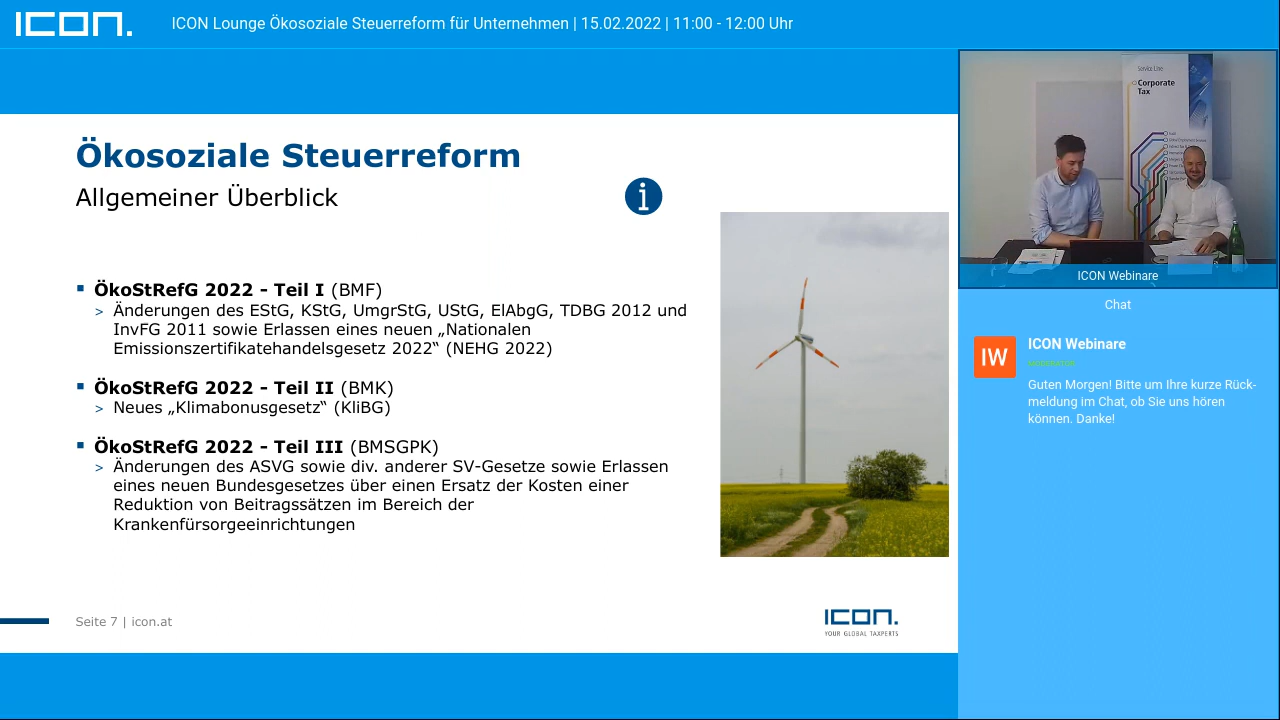 ICON.
ICON Lounge Ökosoziale Steuerreform für Unternehmen | 15.02.2022 | 11:00 - 12:00 Uhr
Ökosoziale Steuerreform
Allgemeiner Überblick
ÖkoStRefG 2022 - Teil I (BMF)
> Änderungen des EStG, KStG, UmgrStG, UStG, ElAbgG, TDBG 2012 und
InvFG 2011 sowie Erlassen eines neuen „Nationalen
Emissionszertifikatehandelsgesetz 2022“ (NEHG 2022)
ÖkoStRefG 2022 - Teil II (BMK)
> Neues „Klimabonusgesetz“ (KliBG)
ÖkoStRefG 2022 - Teil III (BMSGPK)
> Änderungen des ASVG sowie div. anderer SV-Gesetze sowie Erlassen
eines neuen Bundesgesetzes über einen Ersatz der Kosten einer
Reduktion von Beitragssätzen im Bereich der
Krankenfürsorgeeinrichtungen
Seite 7 | icon.at
ICON.
YOUR GLOBAL TAXPERTS
Service Line
Corporate
Tax
ICON Webinare
Chat
IW
ICON Webinare
MODERATOR
Guten Morgen! Bitte um Ihre kurze Rück-
meldung im Chat, ob Sie uns hören
können. Danke!